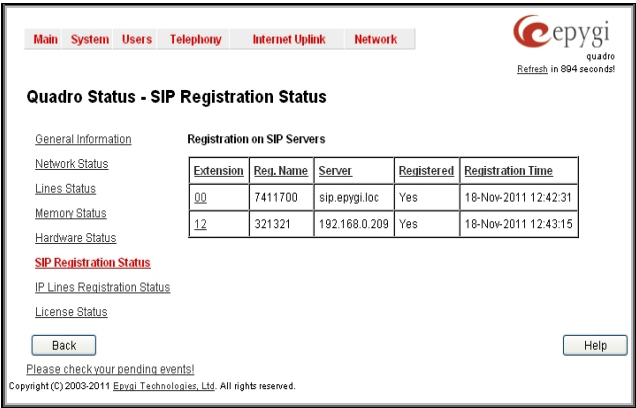 Main System Users Telephony Internet Uplink Network
epygi
quadro
Refresh in 894 seconds!
Quadro Status - SIP Registration Status
General Information
Network Status
Lines Status
Memory Status
Hardware Status
SIP Registration Status
IP Lines Registration Status
License Status
Registration on SIP Servers
Extension Reg. Name Server Registered Registration Time
00 7411700 sip.epygi.loc Yes 18-Nov-2011 12:42:31
12 321321 192.168.0.209 Yes 18-Nov-2011 12:43:15
Back
Help
Please check your pending events!
Copyright (C) 2003-2011 Epygi Technologies, Ltd. All rights reserved.